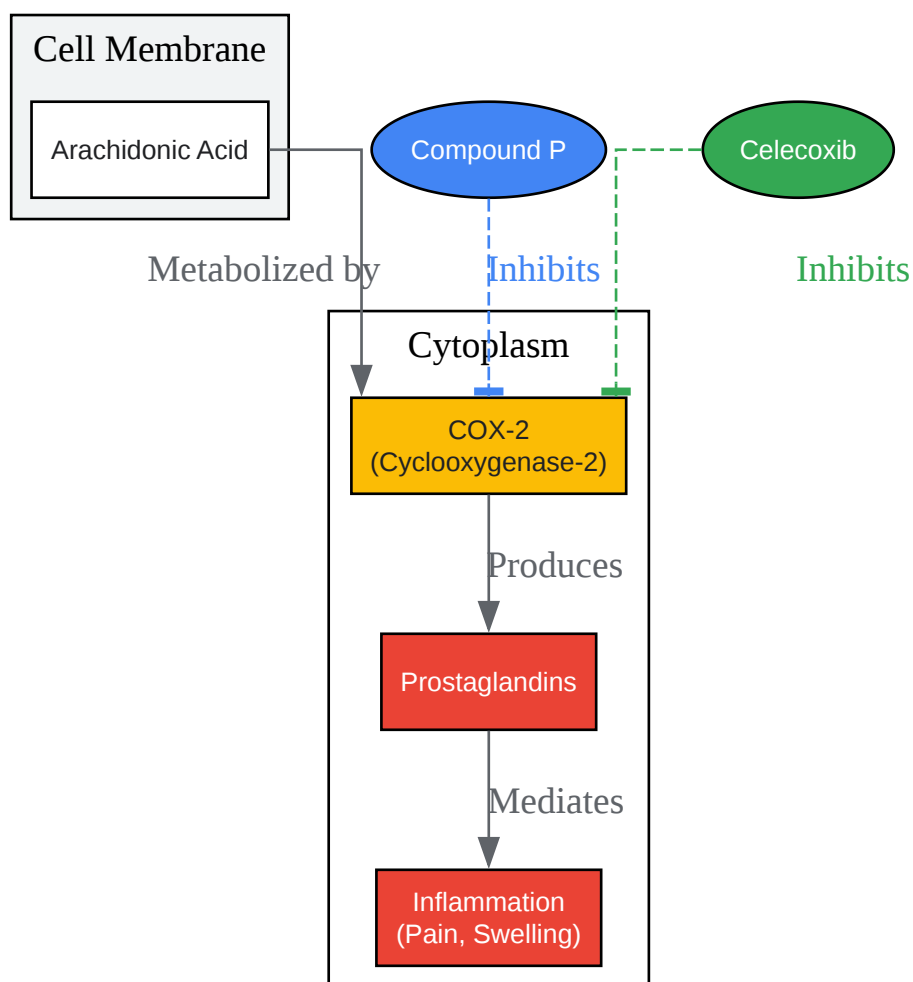 Cell Membrane
Arachidonic Acid
Compound P
Celecoxib
Metabolized by
Inhibits
Inhibits
Cytoplasm
COX-2
(Cyclooxygenase-2)
Produces
Prostaglandins
Mediates
Inflammation
(Pain, Swelling)